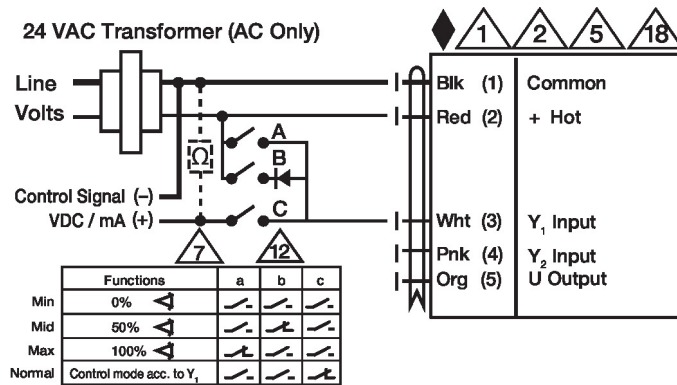 24 VAC Transformer (AC Only)
1 2 5 18
Line
Volts
Blk (1) Common
Red (2) + Hot
A
Ω
B
Control Signal (–)
VDC / mA (+)
C
Wht (3) Y₁ Input
7
12
Pnk (4) Y₂ Input
Org (5) U Output
Functions a b c
Min 0%
Mid 50%
Max 100%
Normal Control mode acc. to Y₁